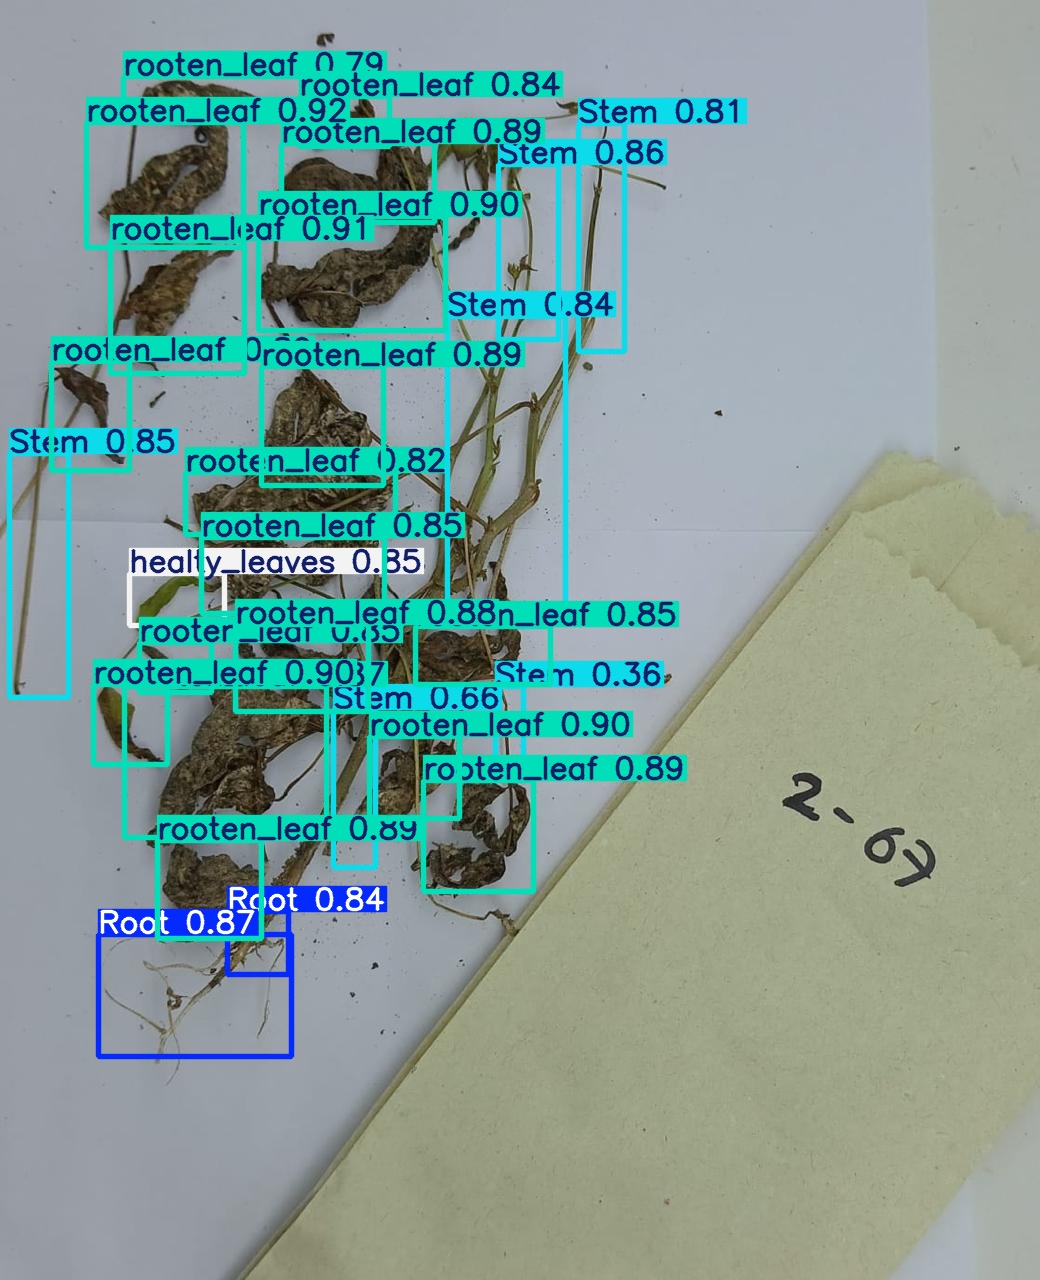 rooten_leaf 0.79
rooten_leaf 0.84
rooten_leaf 0.92
Stem 0.81
rooten_leaf 0.89
Stem 0.86
rooten_leaf 0.90
rooten_leaf 0.91
Stem 0.84
rooten_leaf
rooten_leaf 0.89
Stem 0.85
rooten_leaf 0.82
rooten_leaf 0.85
healty_leaves 0.85
rooten_leaf 0.88
n_leaf 0.85
rooten_leaf 0.85
rooten_leaf 0.90
Stem 0.36
Stem 0.66
rooten_leaf 0.90
rooten_leaf 0.89
2-67
rooten_leaf 0.89
Root 0.84
Root 0.87